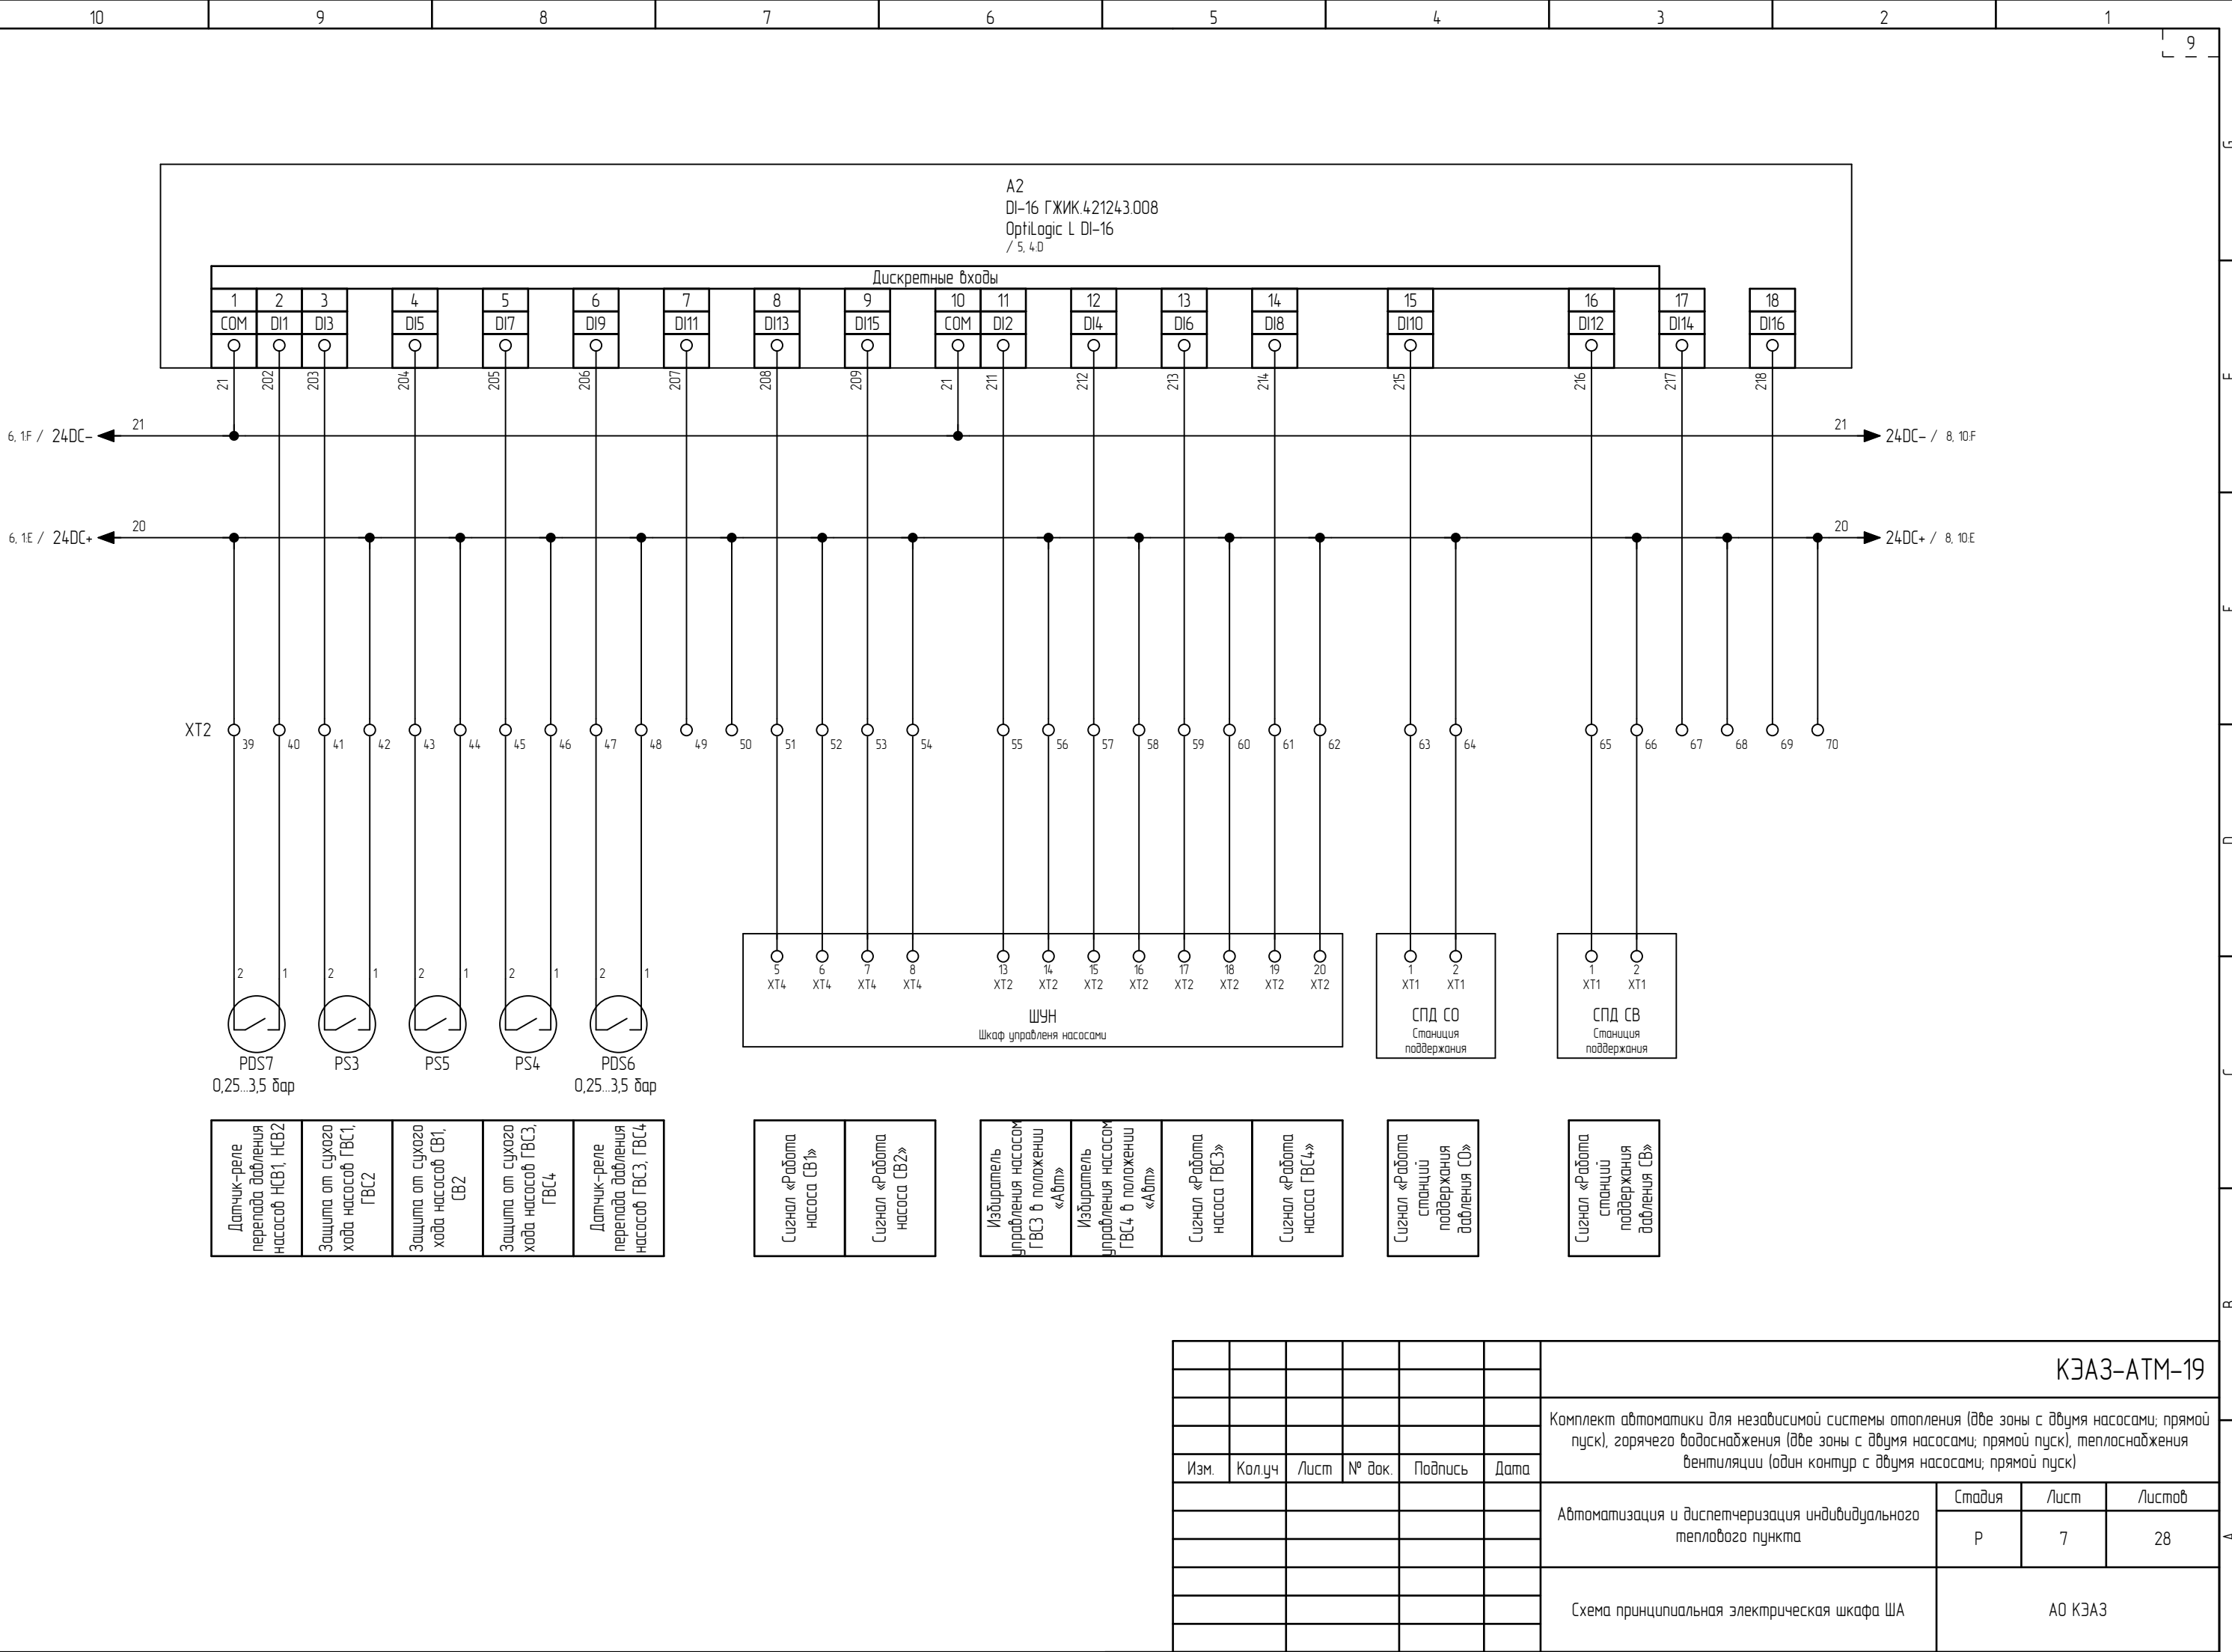 10 9 8 7 6 5 4 3 2 1
9
G
F
E
D
C
B
A
A2
DI-16 ГЖИК.421243.008
OptiLogic L DI-16
/ 5, 4:D
Дискретные входы
1 2 3 4 5 6 7 8 9 10 11 12 13 14 15 16 17 18
COM DI1 DI3 DI5 DI7 DI9 DI11 DI13 DI15 COM DI2 DI4 DI6 DI8 DI10 DI12 DI14 DI16
21 202 203 204 205 206 207 208 209 21 211 212 213 214 215 216 217 218
6, 1:F / 24DC- 21 21 24DC- / 8, 10:F
6, 1:E / 24DC+ 20 20 24DC+ / 8, 10:E
XT2 39 40 41 42 43 44 45 46 47 48 49 50 51 52 53 54 55 56 57 58 59 60 61 62 63 64 65 66 67 68 69 70
2 1 2 1 2 1 2 1 2 1
5 6 7 8 13 14 15 16 17 18 19 20 1 2 1 2
XT4 XT4 XT4 XT4 XT2 XT2 XT2 XT2 XT2 XT2 XT2 XT2 XT1 XT1 XT1 XT1
ШУН
Шкаф управленя насосами
СПД СО
Станиция
поддержания
СПД СВ
Станиция
поддержания
PDS7
0,25...3,5 бар
PS3
PS5
PS4
PDS6
0,25...3,5 бар
Датчик-реле
перепада давления
насосов НСВ1, НСВ2
Защита от сухого
хода насосов ГВС1,
ГВС2
Защита от сухого
хода насососв СВ1,
СВ2
Защита от сухого
хода насосов ГВС3,
ГВС4
Датчик-реле
перепада давления
насосов ГВС3, ГВС4
Сигнал «Работа
насоса СВ1»
Сигнал «Работа
насоса СВ2»
Избиратель
управления насосом
ГВС3 в положении
«Авт»
Избиратель
управления насосом
ГВС4 в положении
«Авт»
Сигнал «Работа
насоса ГВС3»
Сигнал «Работа
насоса ГВС4»
Сигнал «Работа
станций
поддержания
давления СО»
Сигнал «Работа
станций
поддержания
давления СВ»
КЭАЗ-АТМ-19
Комплект автоматики для независимой системы отопления (две зоны с двумя насосами; прямой
пуск), горячего водоснабжения (две зоны с двумя насосами; прямой пуск), теплоснабжения
вентиляции (один контур с двумя насосами; прямой пуск)
Изм. Кол.уч Лист № док. Подпись Дата
Автоматизация и диспетчеризация индивидуального
теплового пункта
Стадия Лист Листов
Р 7 28
Схема принципиальная электрическая шкафа ША
АО КЭАЗ